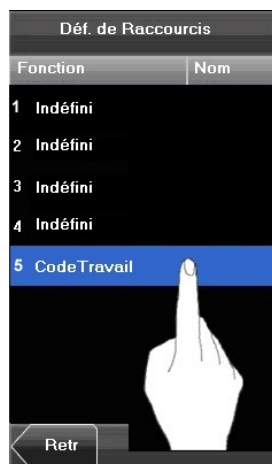 Déf. de Raccourcis
Fonction Nom
1 Indéfini
2 Indéfini
3 Indéfini
4 Indéfini
5 CodeTravail
Retr